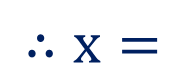 ∴ x =